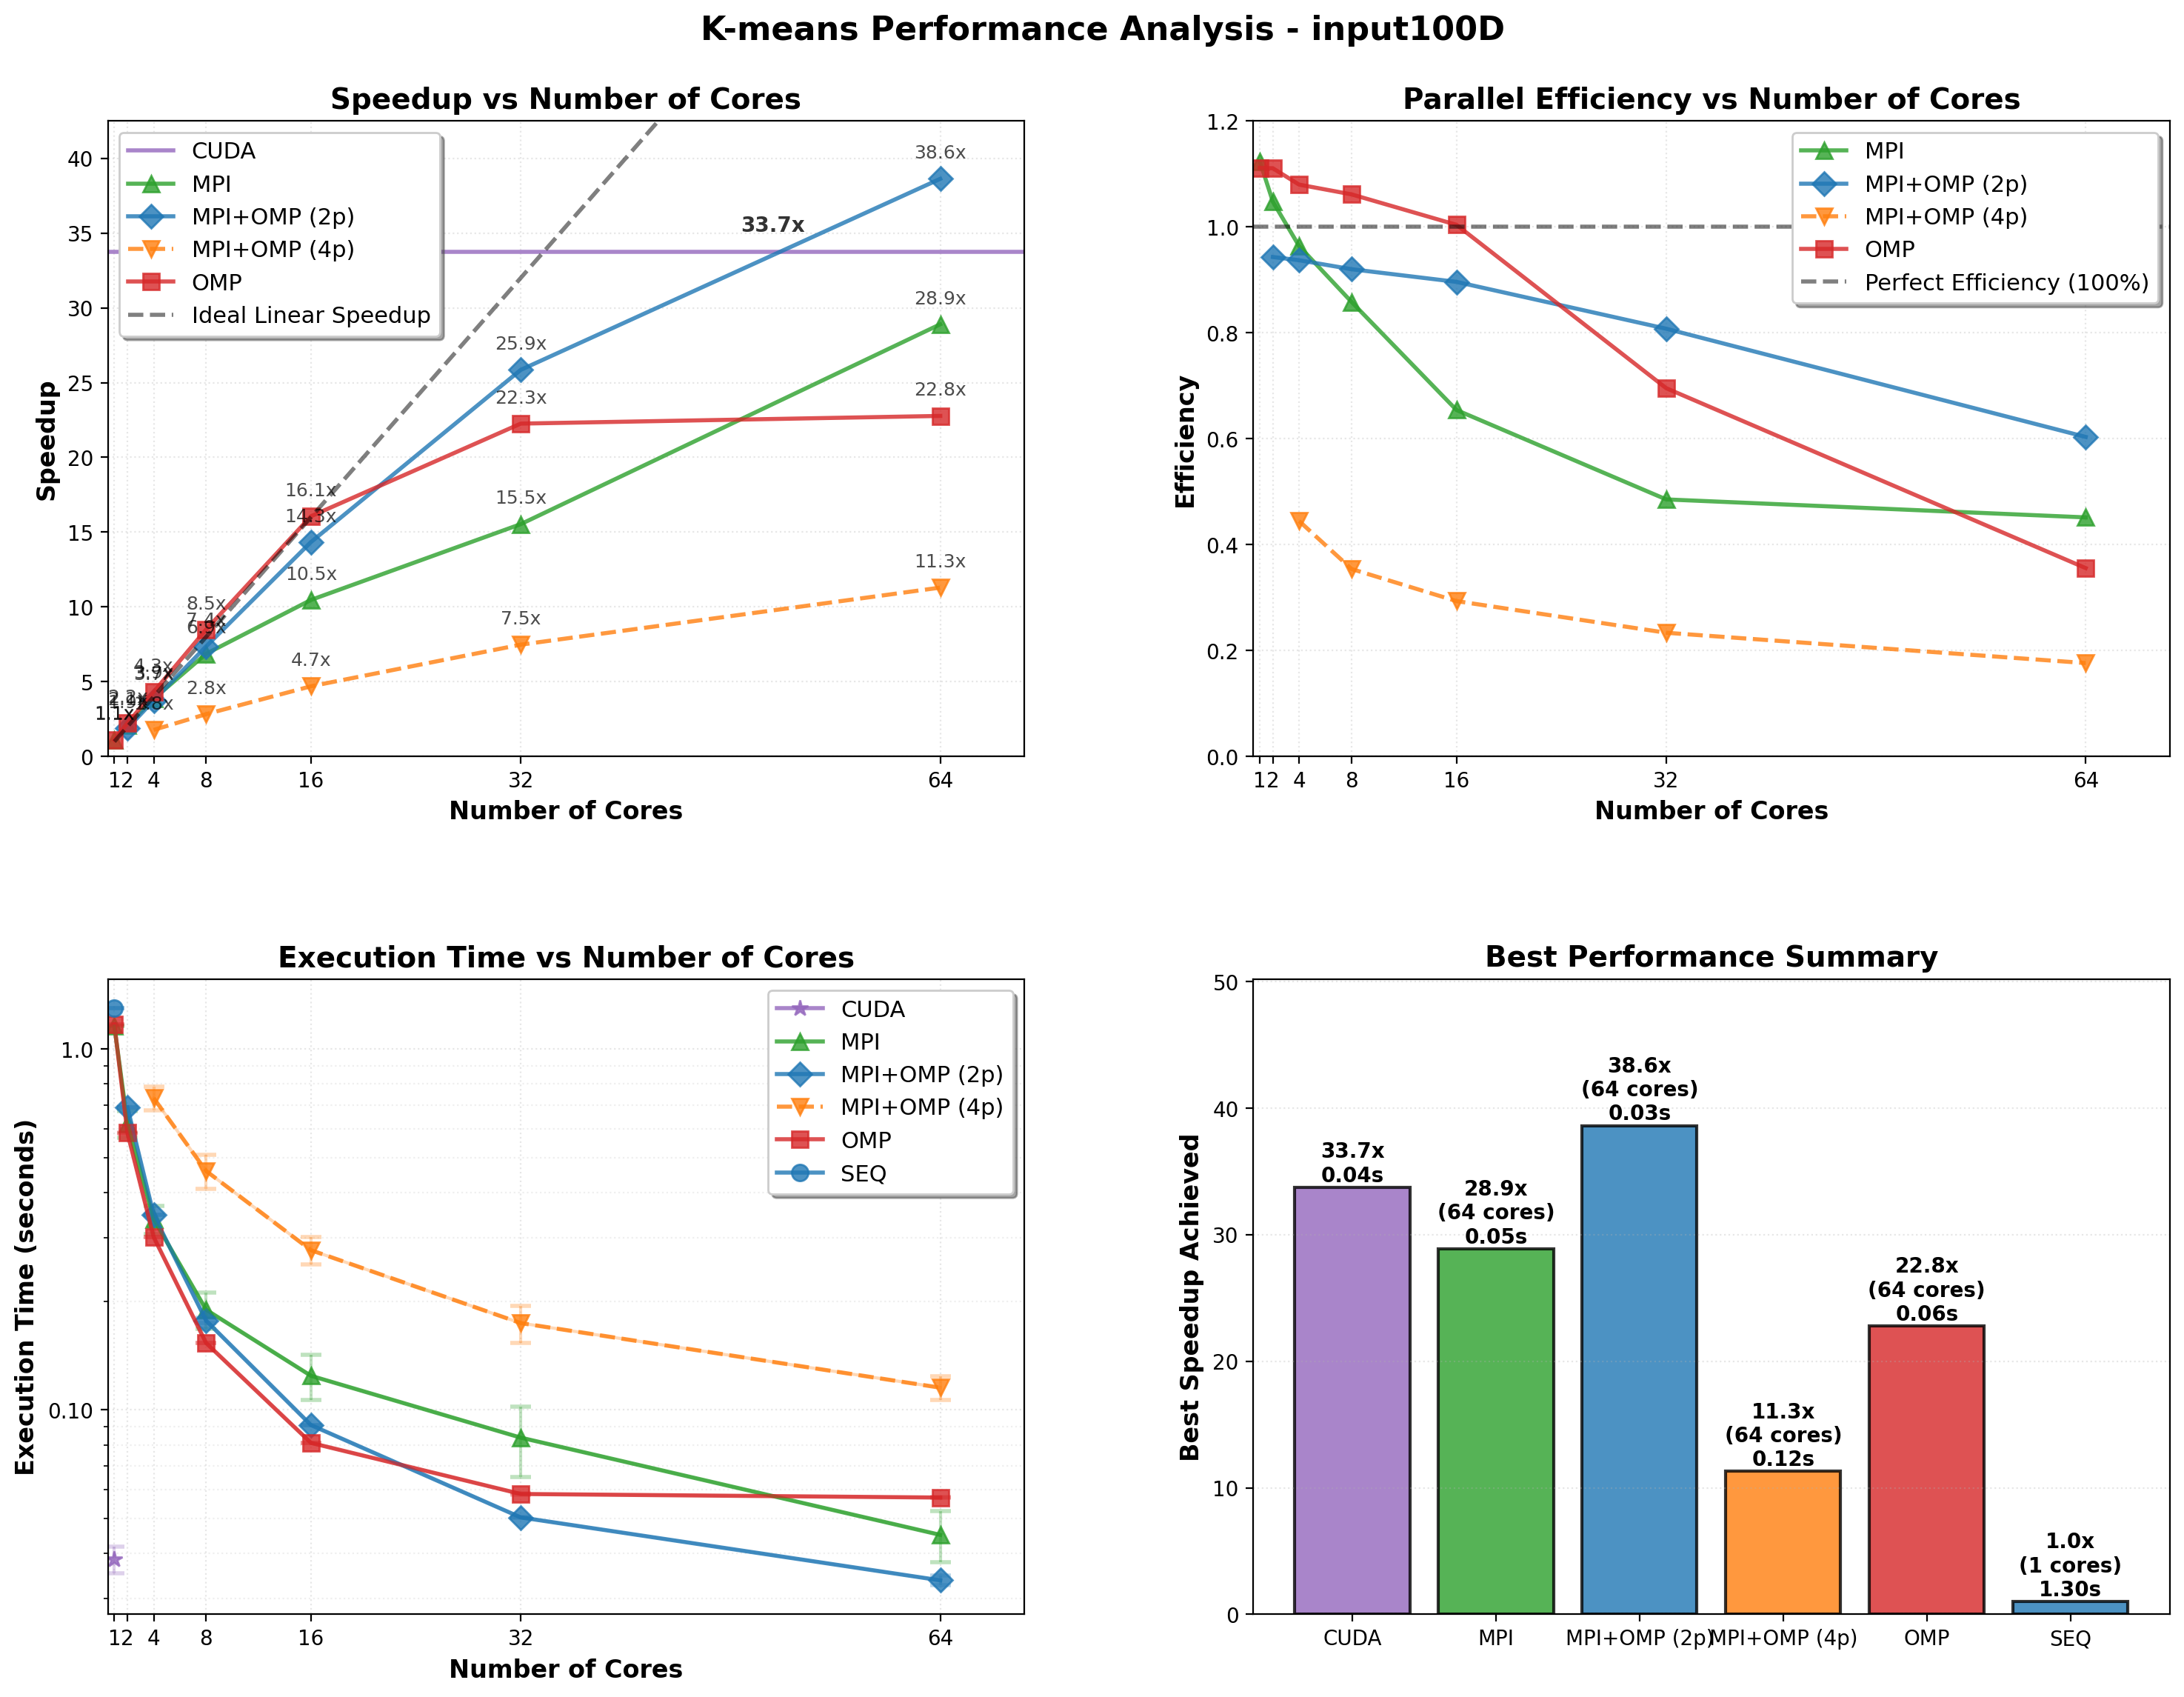 K-means Performance Analysis - input100D
Speedup vs Number of Cores
CUDA
MPI
MPI+OMP (2p)
MPI+OMP (4p)
OMP
Ideal Linear Speedup
40
35
30
25
20
15
10
5
0
Speedup
38.6x
33.7x
28.9x
25.9x
22.3x
22.8x
16.1x
14.3x
15.5x
10.5x
11.3x
8.5x
7.4x
6.9x
7.5x
4.7x
4.3x
3.7x
2.8x
1.1x
1 2 4 8 16 32 64
Number of Cores
Parallel Efficiency vs Number of Cores
MPI
MPI+OMP (2p)
MPI+OMP (4p)
OMP
Perfect Efficiency (100%)
1.2
1.0
0.8
0.6
0.4
0.2
0.0
Efficiency
1 2 4 8 16 32 64
Number of Cores
Execution Time vs Number of Cores
CUDA
MPI
MPI+OMP (2p)
MPI+OMP (4p)
OMP
SEQ
1.0
0.10
Execution Time (seconds)
1 2 4 8 16 32 64
Number of Cores
Best Performance Summary
50
40
30
20
10
0
Best Speedup Achieved
33.7x
0.04s
28.9x
(64 cores)
0.05s
38.6x
(64 cores)
0.03s
11.3x
(64 cores)
0.12s
22.8x
(64 cores)
0.06s
1.0x
(1 cores)
1.30s
CUDA MPI MPI+OMP (2p) MPI+OMP (4p) OMP SEQ